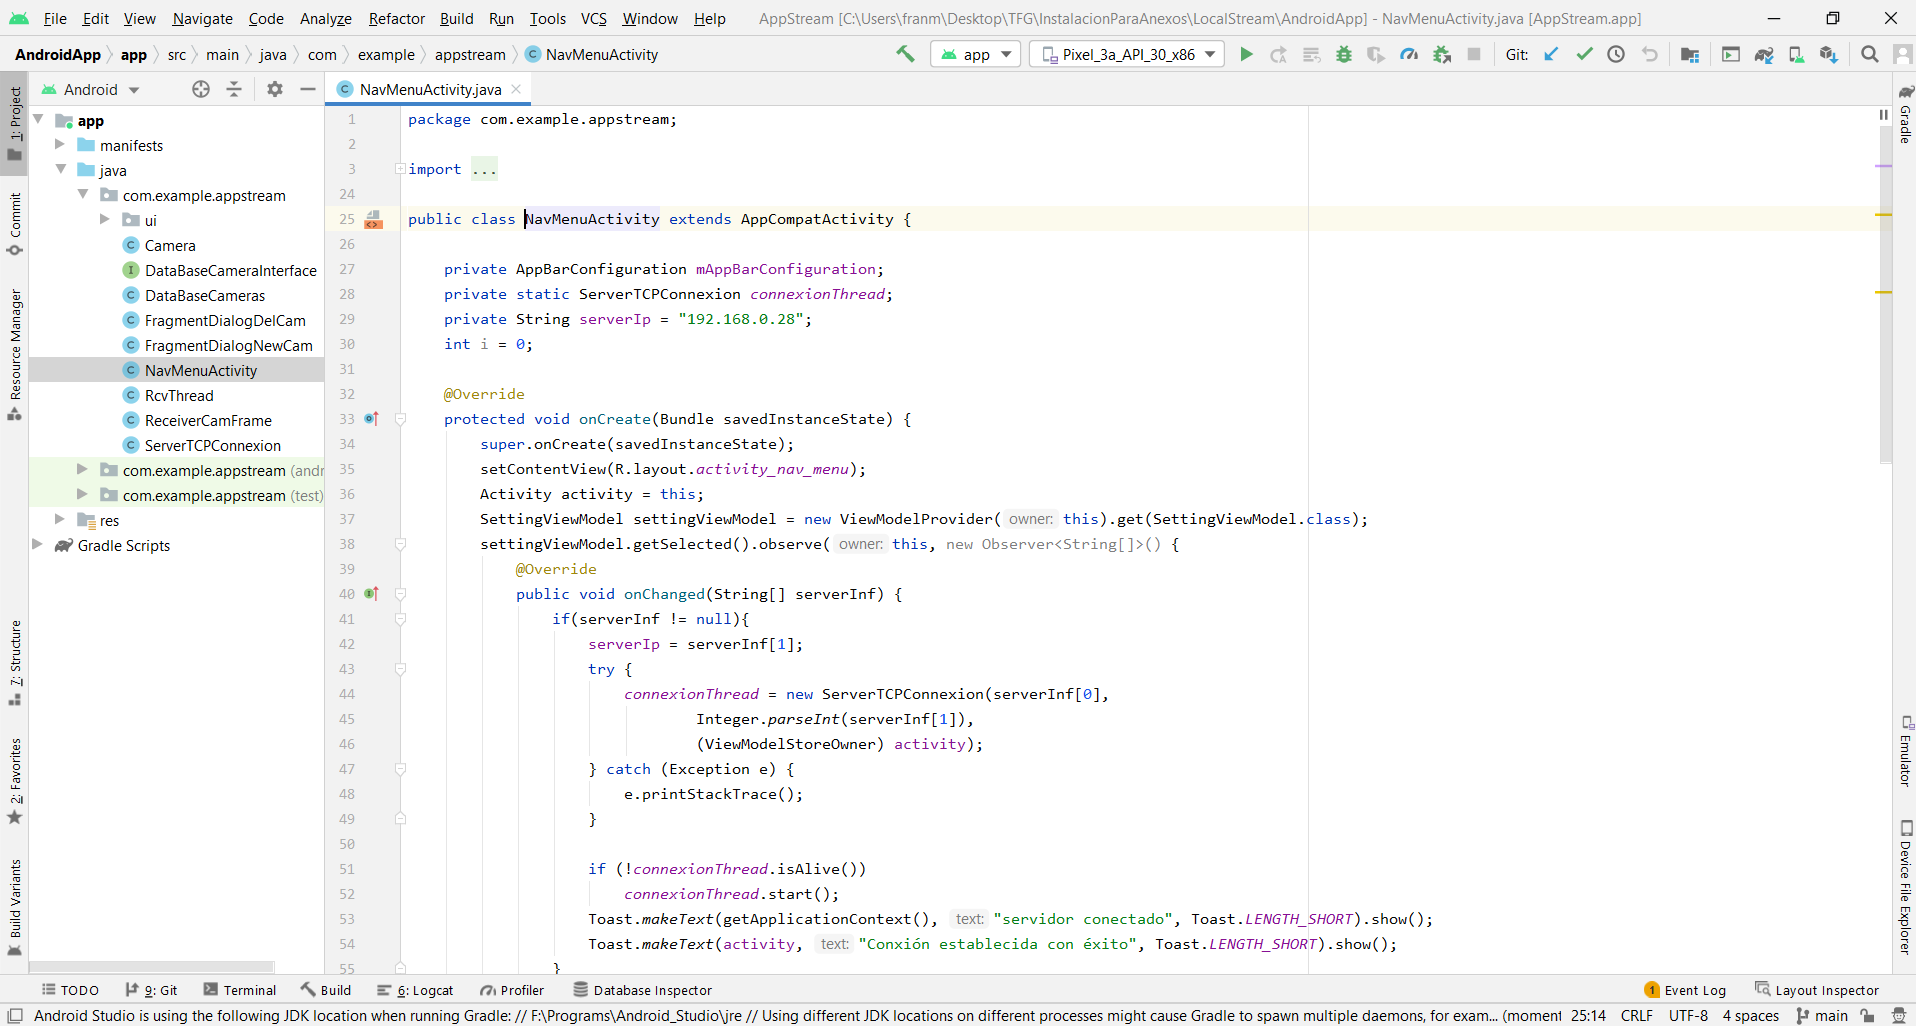 File Edit View Navigate Code Analyze Refactor Build Run Tools VCS Window Help AppStream [C:\Users\franm\Desktop\TFG\InstalacionParaAnexos\LocalStream\AndroidApp] - NavMenuActivity.java [AppStream.app]
AndroidApp app src main java com example appstream C NavMenuActivity app Pixel_3a_API_30_x86 Git:
Android
C NavMenuActivity.java
1: Project
Commit
Resource Manager
7: Structure
2: Favorites
Build Variants
app
manifests
java
com.example.appstream
ui
C Camera
I DataBaseCameraInterface
C DataBaseCameras
C FragmentDialogDelCam
C FragmentDialogNewCam
C NavMenuActivity
C RcvThread
C ReceiverCamFrame
C ServerTCPConnexion
com.example.appstream (andr
com.example.appstream (test)
res
Gradle Scripts
1 package com.example.appstream;
2
3 import ...
24
25 public class NavMenuActivity extends AppCompatActivity {
26
27 private AppBarConfiguration mAppBarConfiguration;
28 private static ServerTCPConnexion connexionThread;
29 private String serverIp = "192.168.0.28";
30 int i = 0;
31
32 @Override
33 protected void onCreate(Bundle savedInstanceState) {
34 super.onCreate(savedInstanceState);
35 setContentView(R.layout.activity_nav_menu);
36 Activity activity = this;
37 SettingViewModel settingViewModel = new ViewModelProvider( owner: this).get(SettingViewModel.class);
38 settingViewModel.getSelected().observe( owner: this, new Observer<String[]>() {
39 @Override
40 public void onChanged(String[] serverInf) {
41 if(serverInf != null){
42 serverIp = serverInf[1];
43 try {
44 connexionThread = new ServerTCPConnexion(serverInf[0],
45 Integer.parseInt(serverInf[1]),
46 (ViewModelStoreOwner) activity);
47 } catch (Exception e) {
48 e.printStackTrace();
49 }
50
51 if (!connexionThread.isAlive())
52 connexionThread.start();
53 Toast.makeText(getApplicationContext(), text: "servidor conectado", Toast.LENGTH_SHORT).show();
54 Toast.makeText(activity, text: "Conxión establecida con éxito", Toast.LENGTH_SHORT).show();
55 }
Gradle
Emulator
Device File Explorer
TODO 9: Git Terminal Build 6: Logcat Profiler Database Inspector 1 Event Log Layout Inspector
Android Studio is using the following JDK location when running Gradle: // F:\Programs\Android_Studio\jre // Using different JDK locations on different processes might cause Gradle to spawn multiple daemons, for exam... (moment 25:14 CRLF UTF-8 4 spaces main